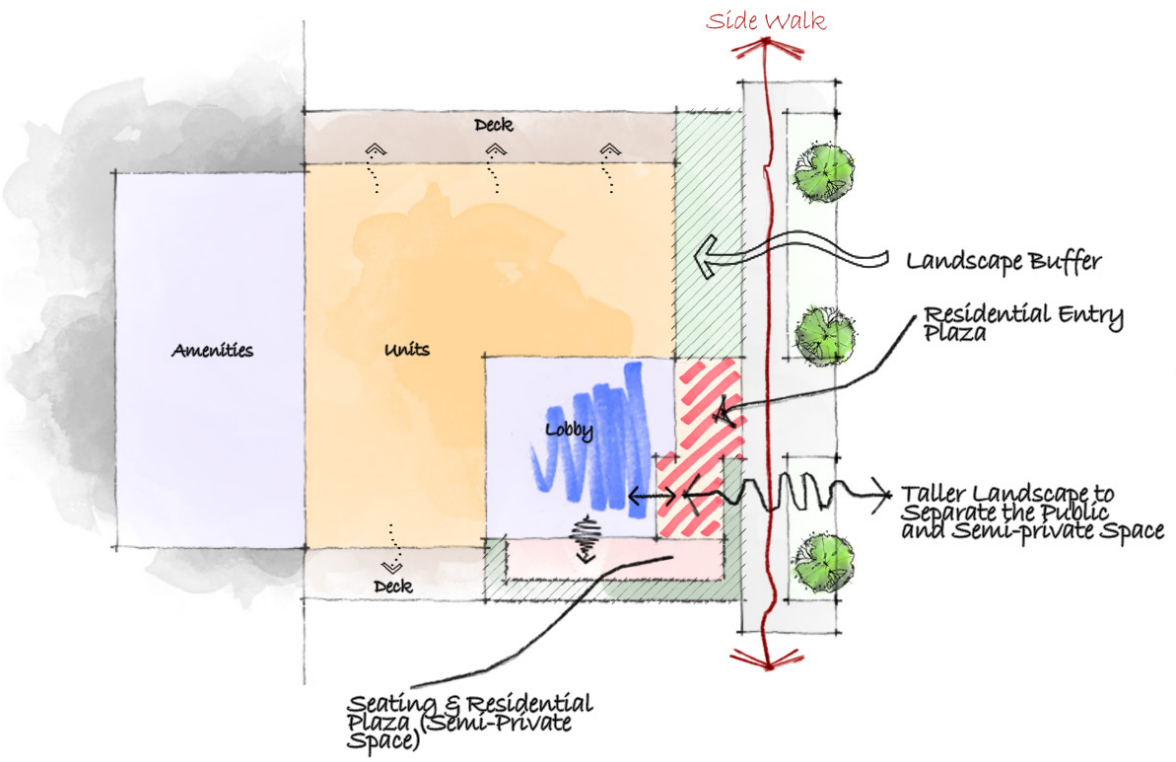 Side Walk
Deck
Landscape Buffer
Residential Entry
Plaza
Amenities
Units
Lobby
Taller Landscape to
Separate the Public
and Semi-private Space
Deck
Seating & Residential
Plaza (Semi-Private
Space)